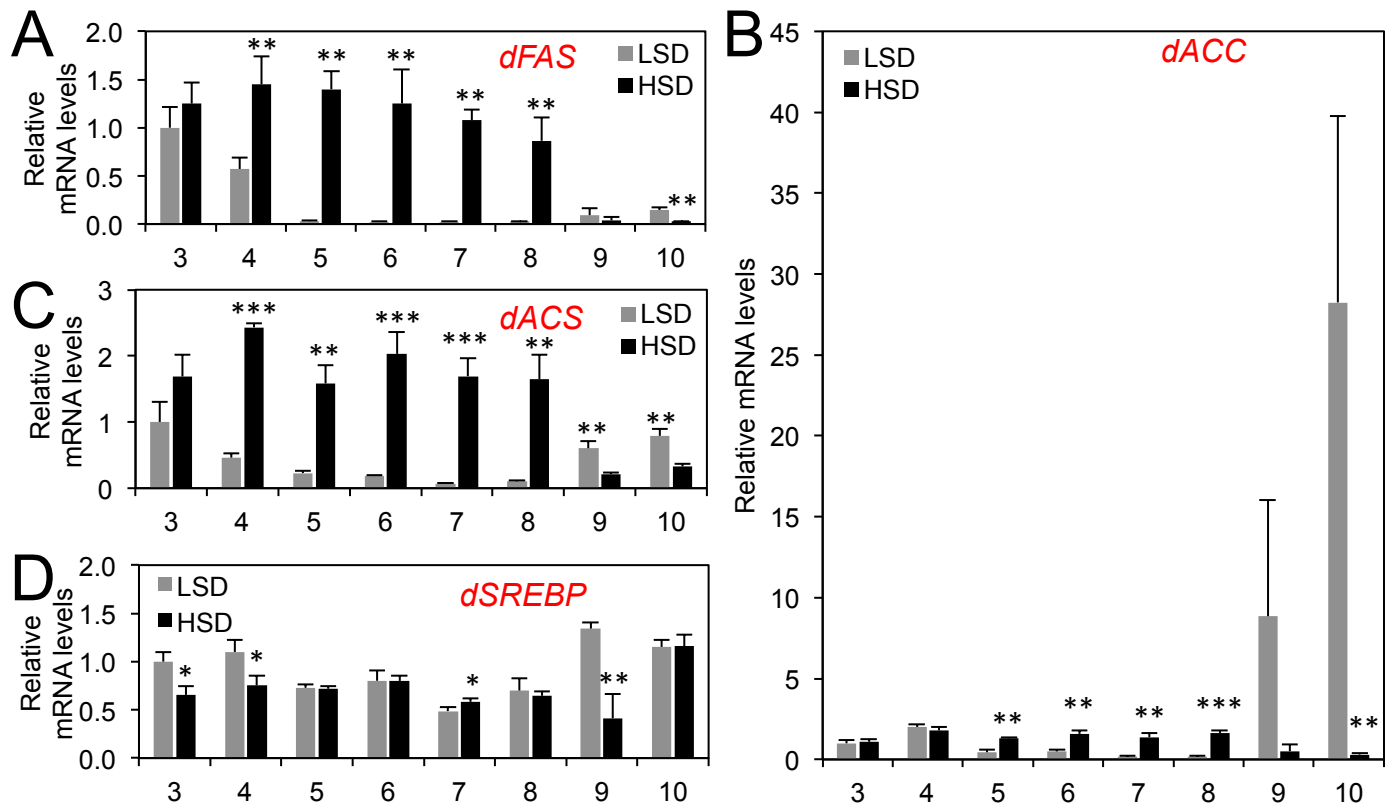 A
2.0
1.5
1.0
0.5
0.0
Relative
mRNA levels
dFAS
LSD
HSD
** ** ** ** ** **
3 4 5 6 7 8 9 10
B
45
40
35
30
25
20
15
10
5
0
Relative mRNA levels
dACC
LSD
HSD
** ** ** *** **
3 4 5 6 7 8 9 10
C
3
2
1
0
Relative
mRNA levels
dACS
LSD
HSD
*** ** *** *** ** ** **
3 4 5 6 7 8 9 10
D
2.0
1.5
1.0
0.5
0.0
Relative
mRNA levels
dSREBP
LSD
HSD
* * * **
3 4 5 6 7 8 9 10